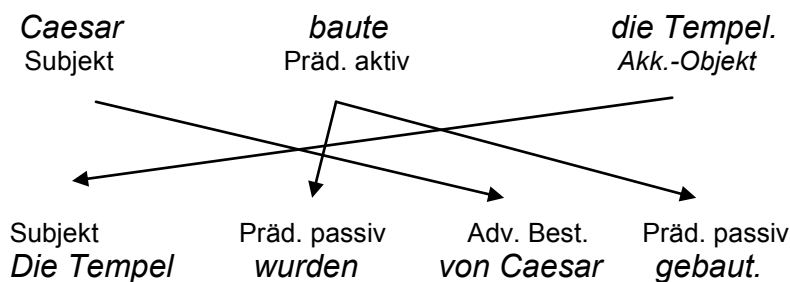 Caesar baute die Tempel.
Subjekt Präd. aktiv Akk.-Objekt
Subjekt Präd. passiv Adv. Best. Präd. passiv
Die Tempel wurden von Caesar gebaut.